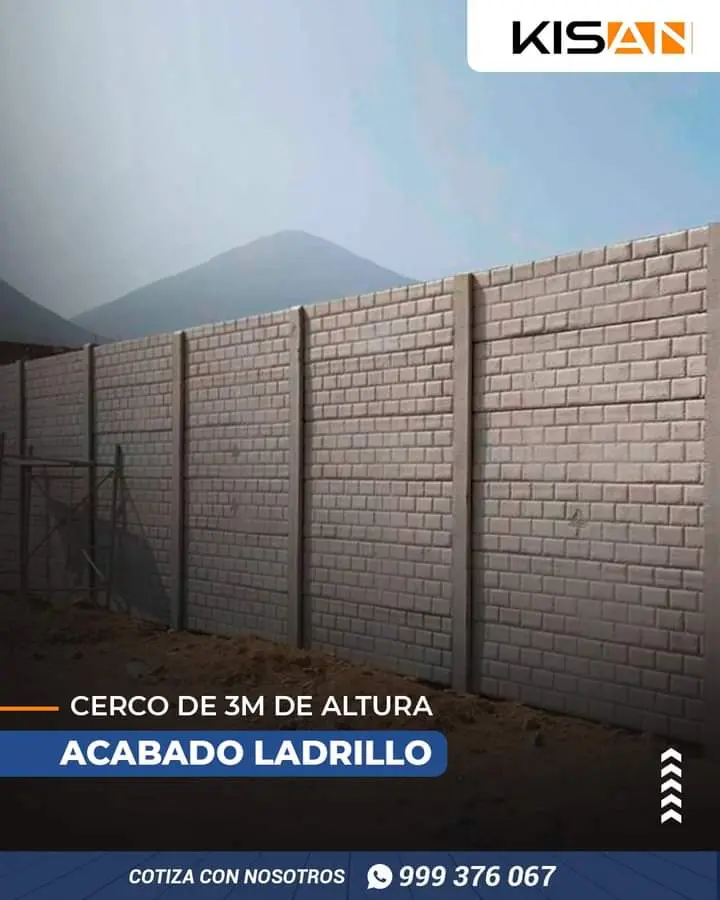 KISAN
CERCO DE 3M DE ALTURA
ACABADO LADRILLO
COTIZA CON NOSOTROS 999 376 067